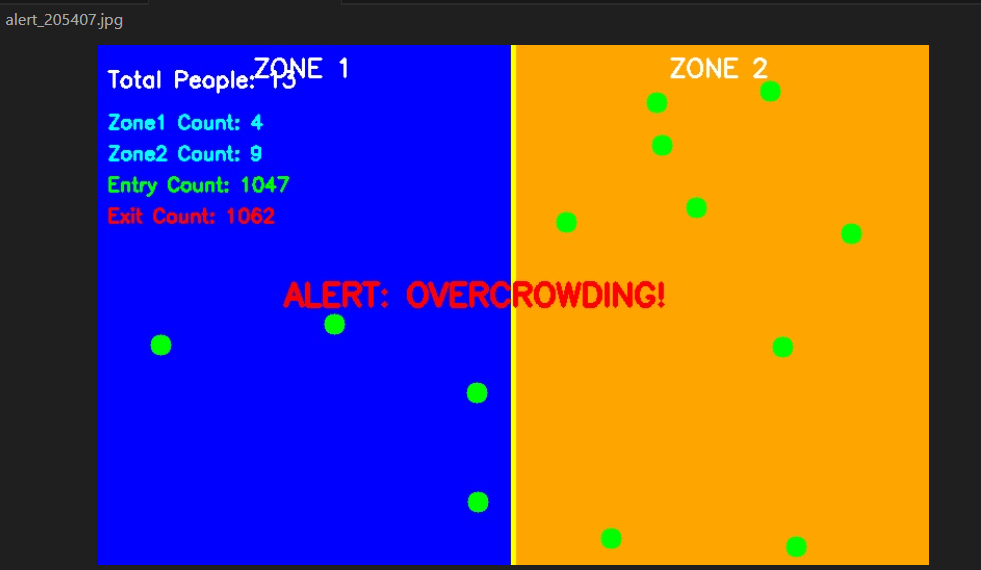 alert_205407.jpg
ZONE 1
ZONE 2
Total People: 13
Zone1 Count: 4
Zone2 Count: 9
Entry Count: 1047
Exit Count: 1062
ALERT: OVERCROWDING!